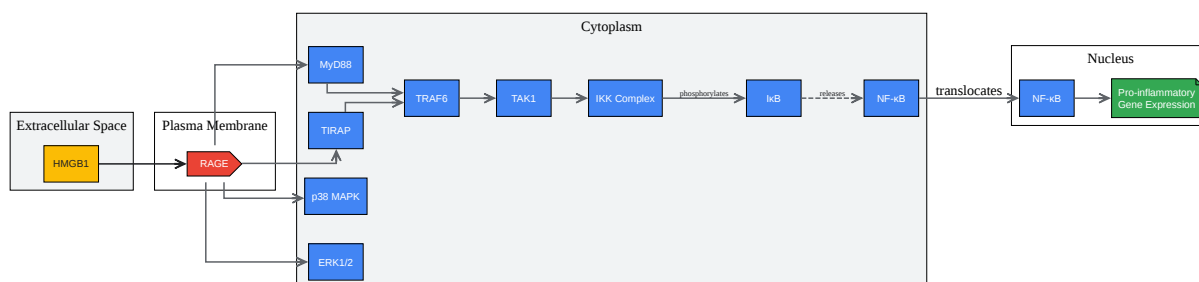 Cytoplasm
Nucleus
Extracellular Space
Plasma Membrane
HMGB1
RAGE
MyD88
TIRAP
p38 MAPK
ERK1/2
TRAF6
TAK1
IKK Complex
phosphorylates
IκB
releases
NF-κB
translocates
NF-κB
Pro-inflammatory
Gene Expression